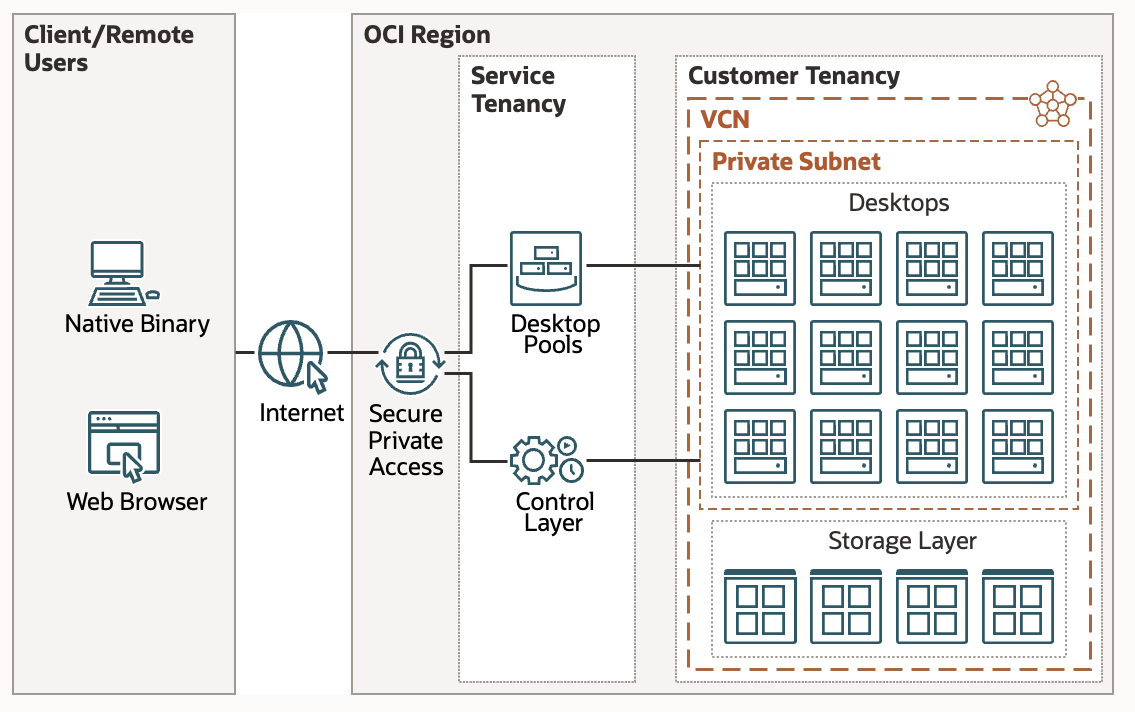 Client/Remote
Users
Native Binary
Web Browser
Internet
OCI Region
Secure
Private
Access
Service
Tenancy
Desktop
Pools
Control
Layer
Customer Tenancy
VCN
Private Subnet
Desktops
Storage Layer